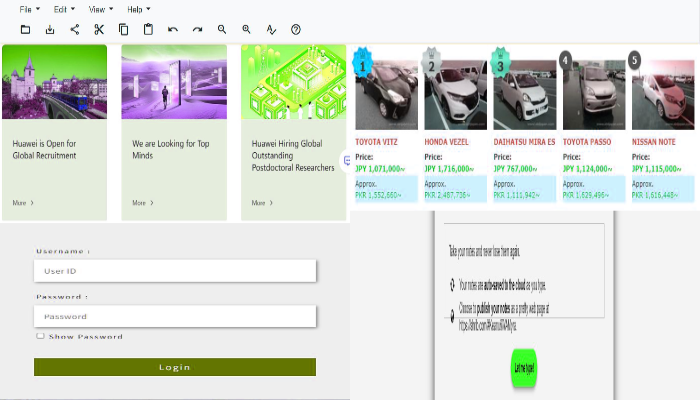 File Edit View Help
Huawei is Open for
Global Recruitment
More
We are Looking for Top
Minds
More
Huawei Hiring Global
Outstanding
Postdoctoral Researchers
More
1 2 3 4 5
TOYOTA VITZ HONDA VEZEL DAIHATSU MIRA ES TOYOTA PASSO NISSAN NOTE
Price: Price: Price: Price: Price:
JPY 1,071,000~ JPY 1,716,000~ JPY 767,000~ JPY 1,124,000~ JPY 1,115,000~
Approx. Approx. Approx. Approx. Approx.
PKR 1,552,660~ PKR 2,487,736~ PKR 1,111,942~ PKR 1,629,496~ PKR 1,616,448~
Username :
User ID
Password :
Password
Show Password
Login
Take your notes and never lose them again.
Your notes are auto-saved to the cloud as you type.
Choose to publish your notes as a pretty web page at
Let me type!